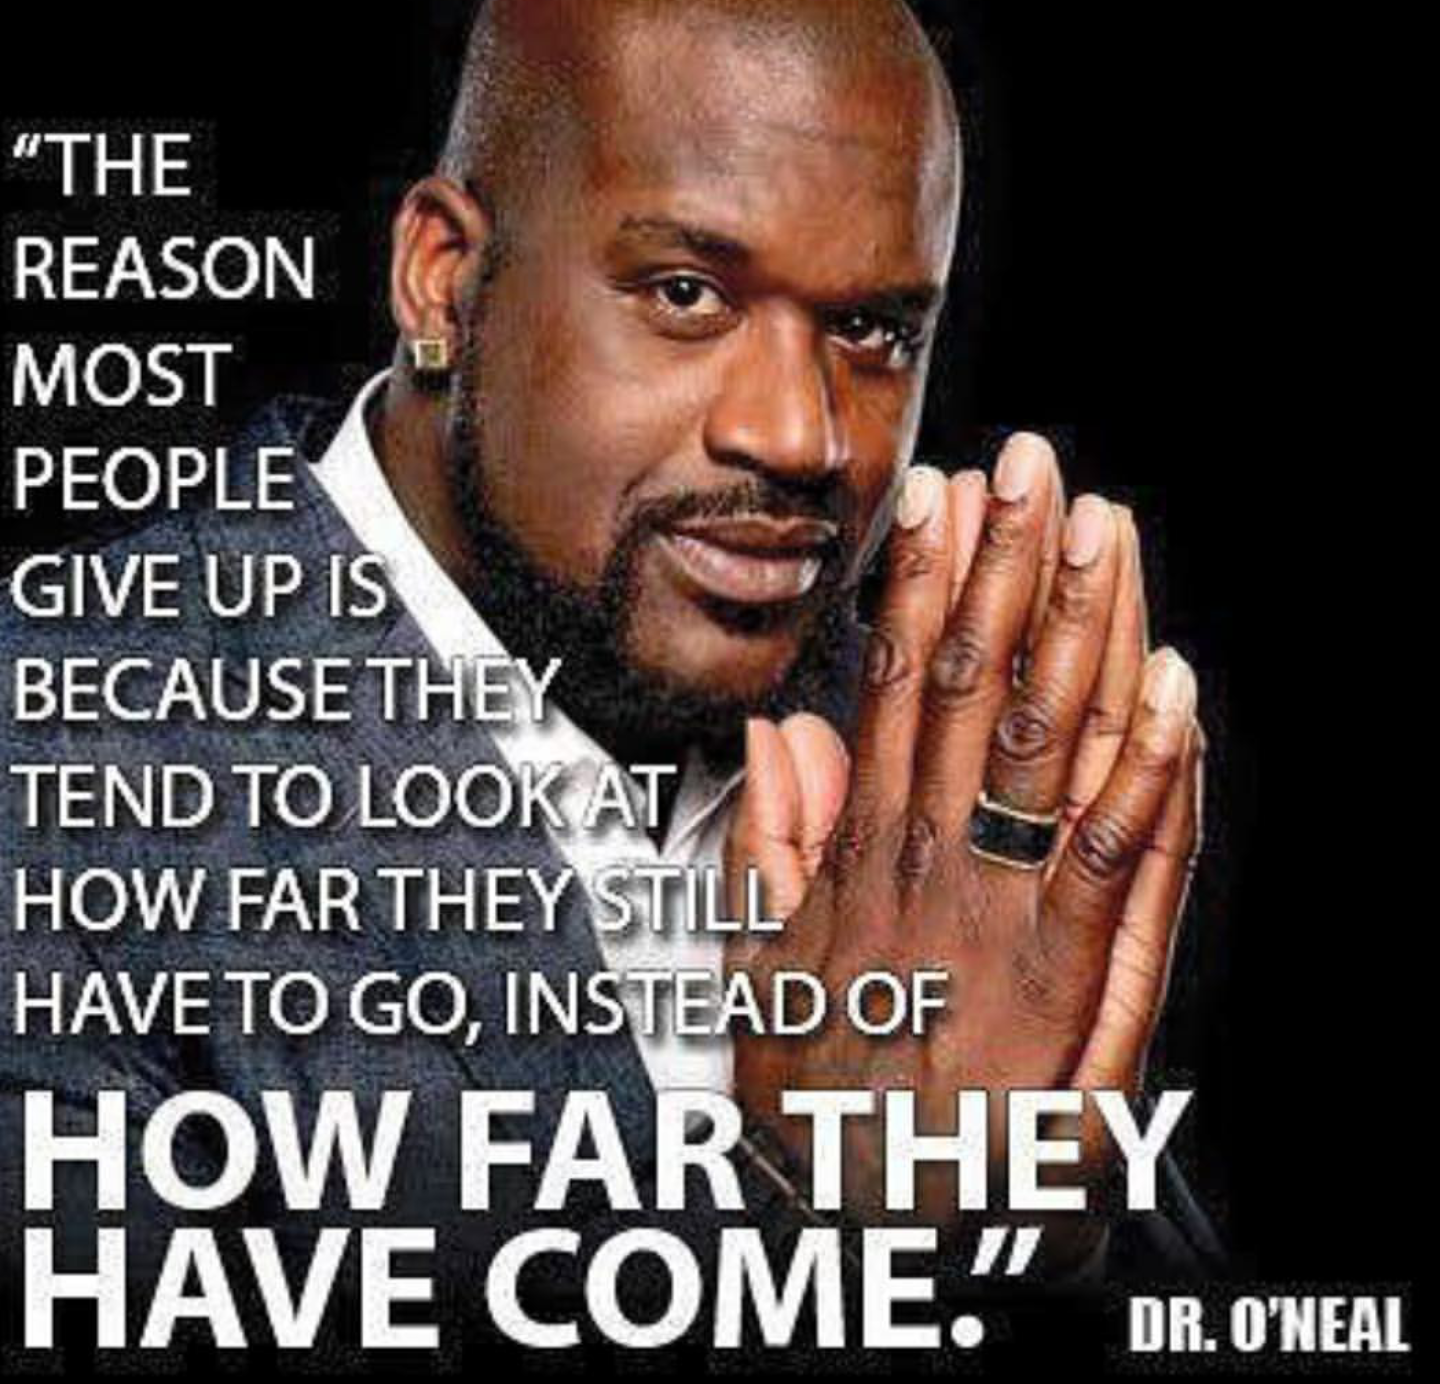 “THE
REASON
MOST
PEOPLE
GIVE UP IS
BECAUSE THEY
TEND TO LOOK AT
HOW FAR THEY STILL
HAVE TO GO, INSTEAD OF
HOW FAR THEY
HAVE COME.”
DR. O'NEAL